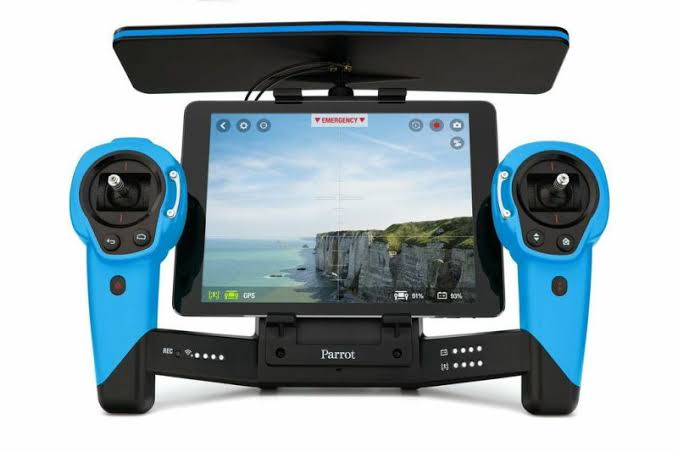 ▼ EMERGENCY ▼
GPS
91%
93%
REC
Parrot